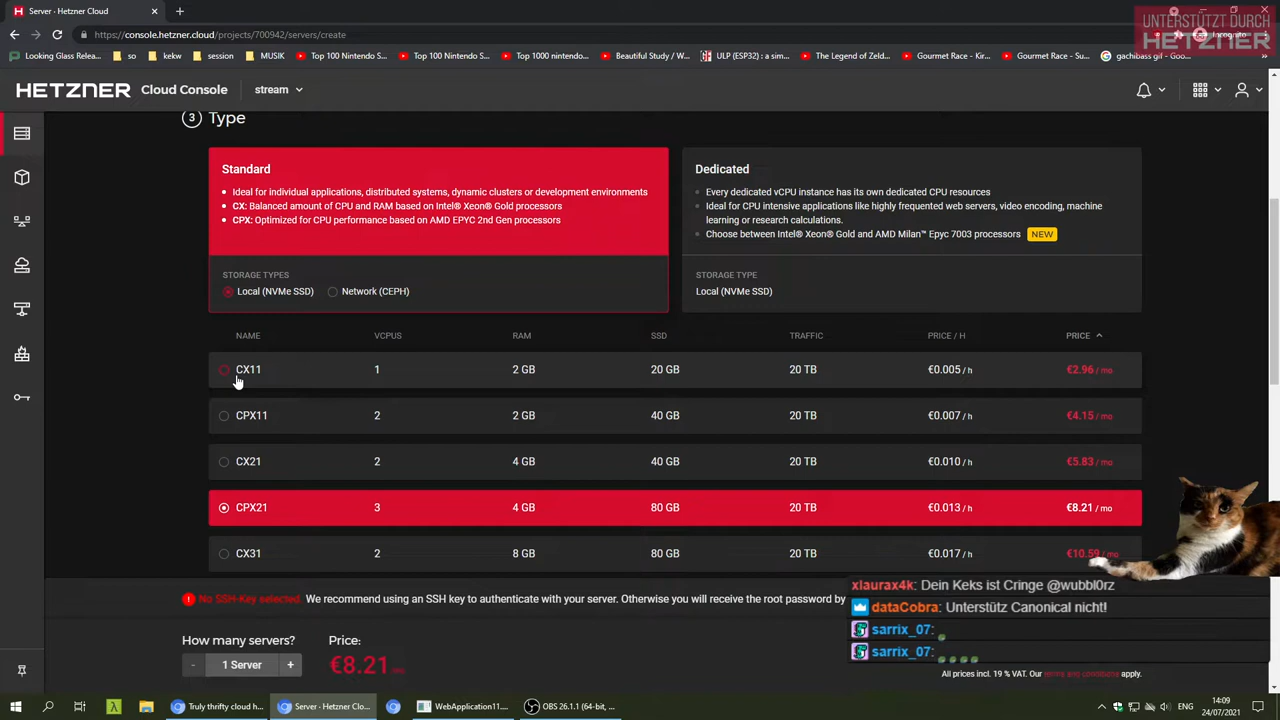 Server - Hetzner Cloud
https://console.hetzner.cloud/projects/700942/servers/create
Incognito
UNTERSTÜTZT DURCH
HETZNER
Looking Glass Relea...
so
kekw
session
MUSIK
Top 100 Nintendo S...
Top 100 Nintendo S...
Top 1000 nintendo...
Beautiful Study / W...
ULP (ESP32) : a sim...
The Legend of Zeld...
Gourmet Race - Kir...
Gourmet Race - Su...
gachibass gif - Goo...
HETZNER
Cloud Console
stream
3 Type
Standard
Ideal for individual applications, distributed systems, dynamic clusters or development environments
CX: Balanced amount of CPU and RAM based on Intel® Xeon® Gold processors
CPX: Optimized for CPU performance based on AMD EPYC 2nd Gen processors
STORAGE TYPES
Local (NVMe SSD)
Network (CEPH)
Dedicated
Every dedicated vCPU instance has its own dedicated CPU resources
Ideal for CPU intensive applications like highly frequented web servers, video encoding, machine
learning or research calculations.
Choose between Intel® Xeon® Gold and AMD Milan™ Epyc 7003 processors NEW
STORAGE TYPE
Local (NVMe SSD)
NAME VCPUS RAM SSD TRAFFIC PRICE / H PRICE
CX11 1 2 GB 20 GB 20 TB €0.005 / h €2.96 / mo
CPX11 2 2 GB 40 GB 20 TB €0.007 / h €4.15 / mo
CX21 2 4 GB 40 GB 20 TB €0.010 / h €5.83 / mo
CPX21 3 4 GB 80 GB 20 TB €0.013 / h €8.21 / mo
CX31 2 8 GB 80 GB 20 TB €0.017 / h €10.59 / mo
No SSH-Key selected. We recommend using an SSH key to authenticate with your server. Otherwise you will receive the root password by
How many servers?
- 1 Server +
Price:
€8.21 / mo
xlaurax4k: Dein Keks ist Cringe @wubbl0rz
dataCobra: Unterstütz Canonical nicht!
sarrix_07:
sarrix_07:
All prices incl. 19 % VAT. Our terms and conditions apply.
Truly thrifty cloud h...
Server - Hetzner Clo...
WebApplication11...
OBS 26.1.1 (64-bit, ...
ENG
14:09
24/07/2021